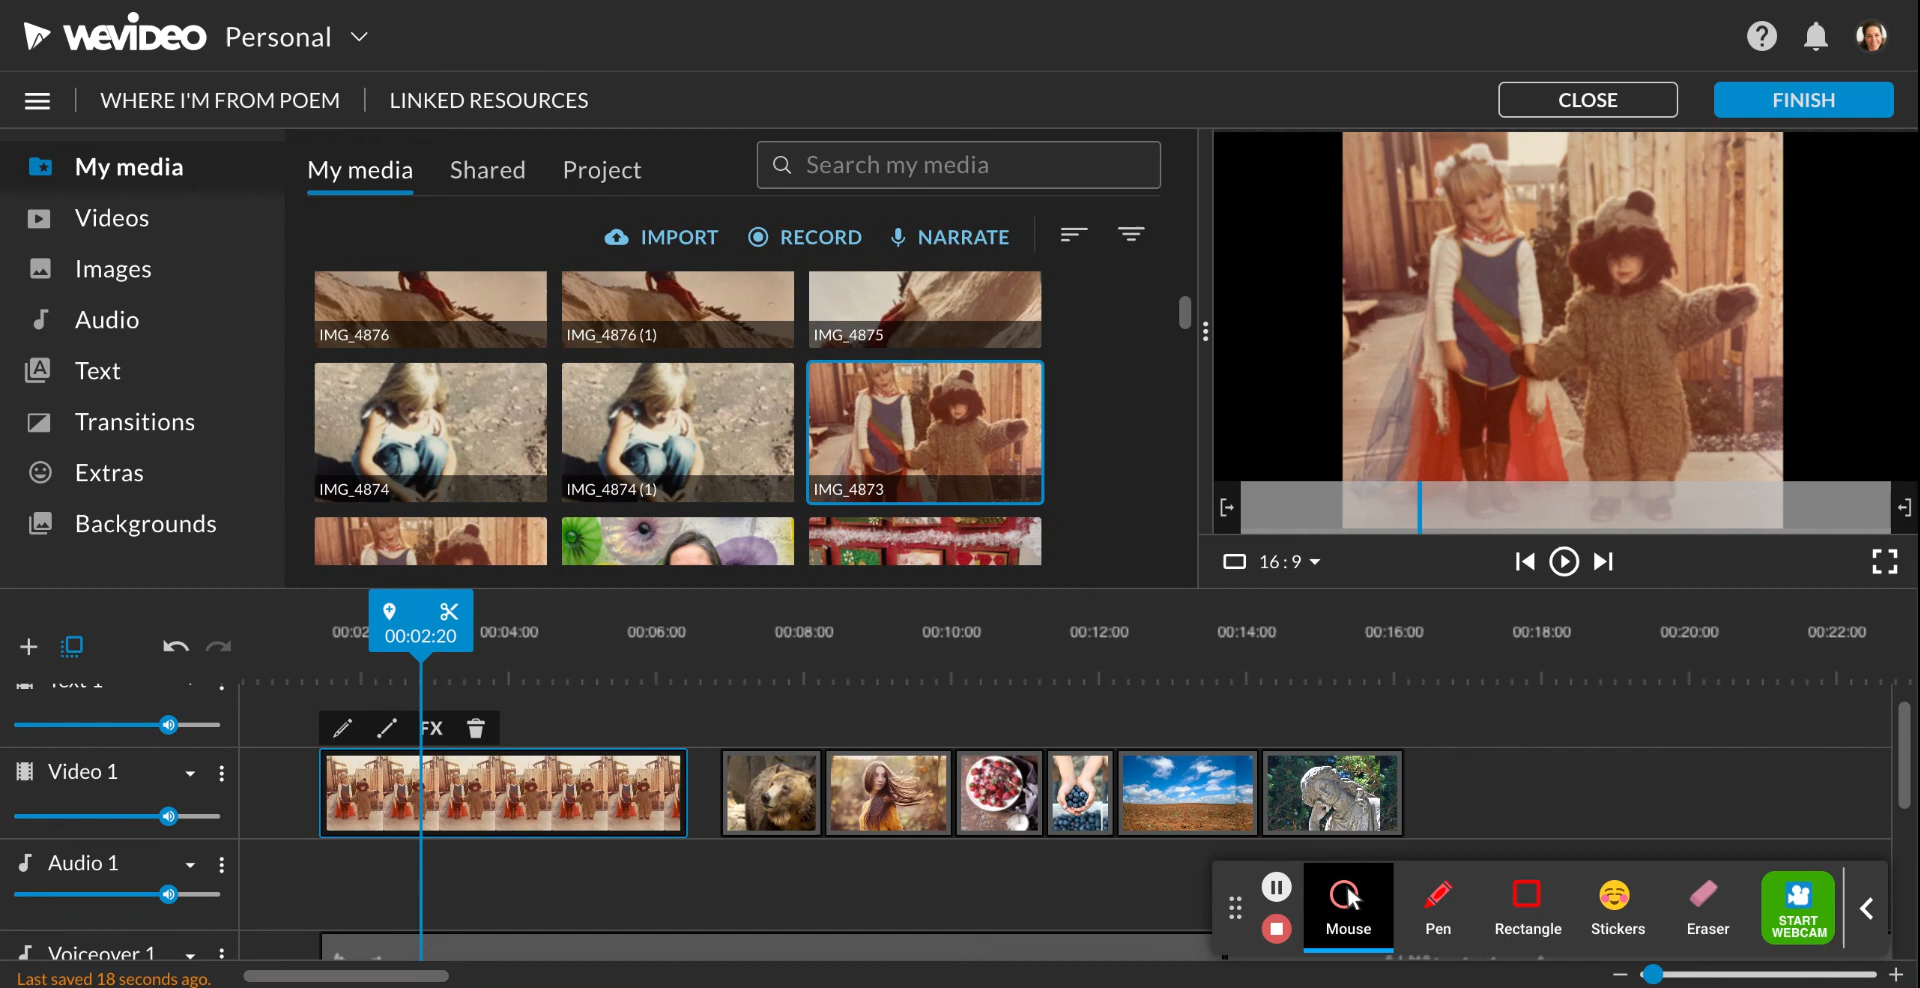 WeVideo Personal
WHERE I'M FROM POEM
LINKED RESOURCES
CLOSE
FINISH
My media
Videos
Images
Audio
Text
Transitions
Extras
Backgrounds
My media
Shared
Project
Search my media
IMPORT
RECORD
NARRATE
IMG_4876
IMG_4876 (1)
IMG_4875
IMG_4874
IMG_4874 (1)
IMG_4873
16:9
00:02:20
00:02
00:04:00
00:06:00
00:08:00
00:10:00
00:12:00
00:14:00
00:16:00
00:18:00
00:20:00
00:22:00
Text 1
FX
Video 1
Audio 1
Voiceover 1
Mouse
Pen
Rectangle
Stickers
Eraser
START
WEBCAM
Last saved 18 seconds ago.